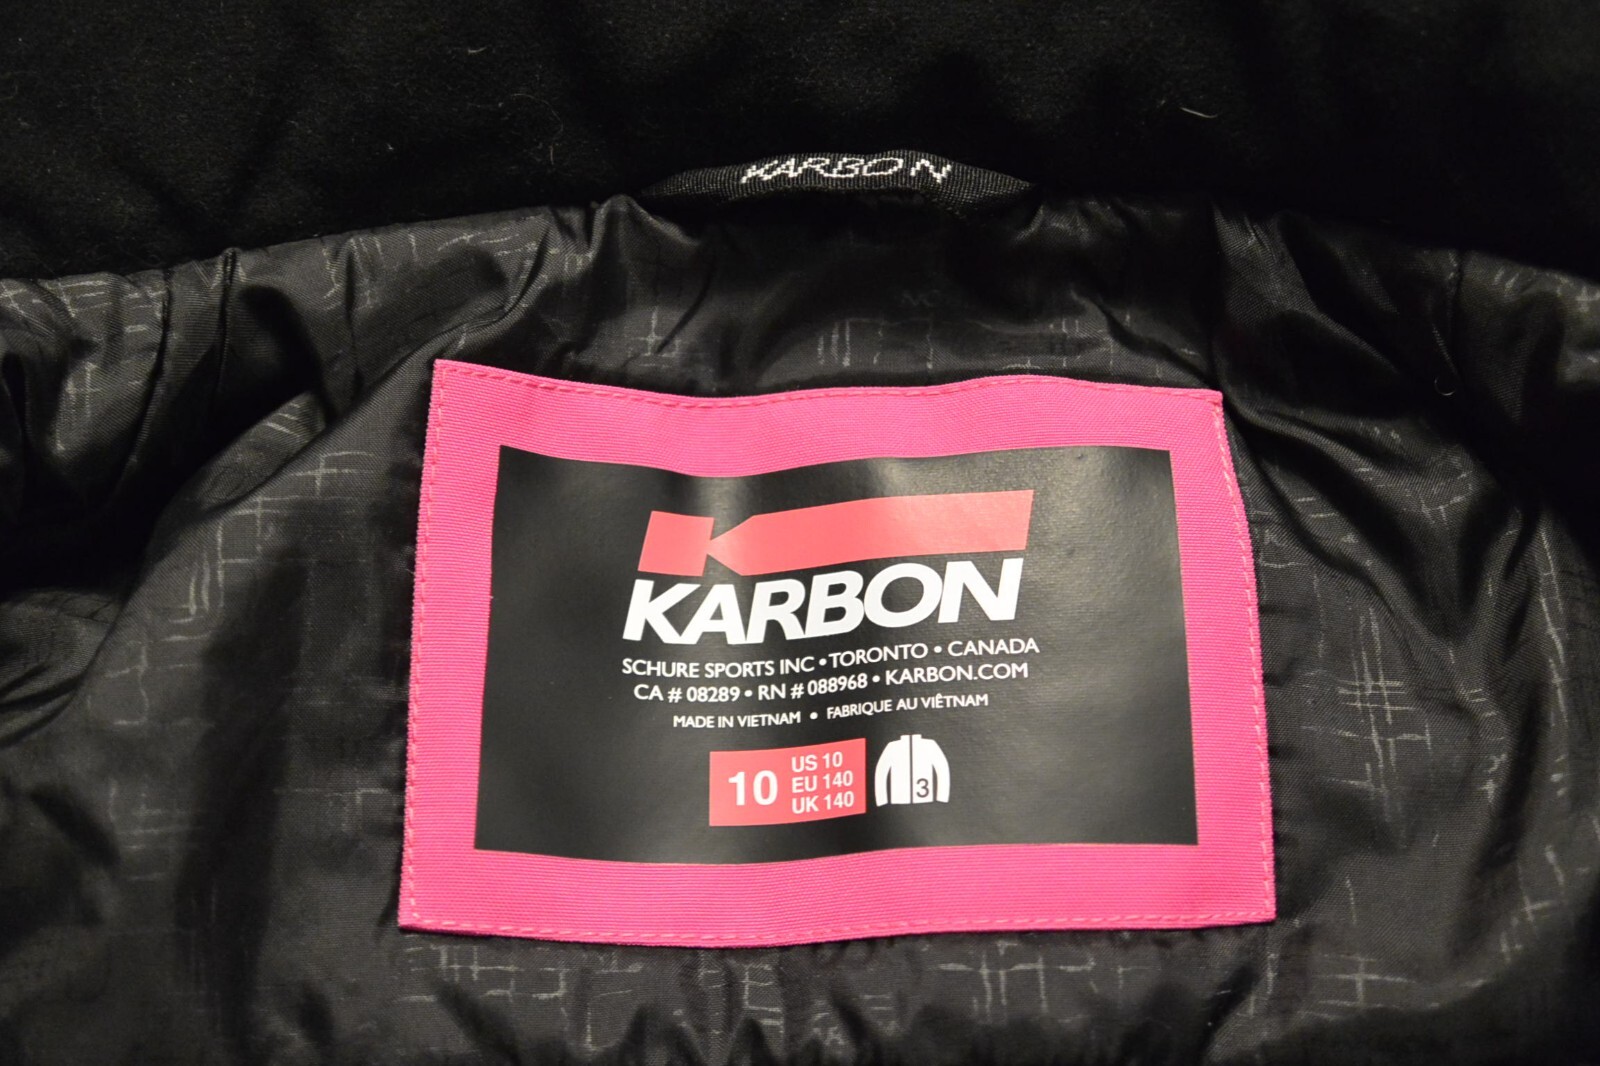 KARBON
KARBON
SCHURE SPORTS INC • TORONTO • CANADA
CA # 08289 • RN # 088968 • KARBON.COM
MADE IN VIETNAM • FABRIQUE AU VIÊTNAM
10
US 10
EU 140
UK 140
3